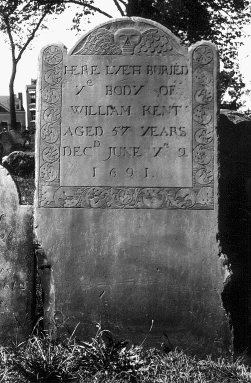 HERE LYETH BURIED
Yᵉ BODY OF
WILLIAM KENT
AGED 57 YEARS
DECᴰ JUNE Yᵉ 9
1691